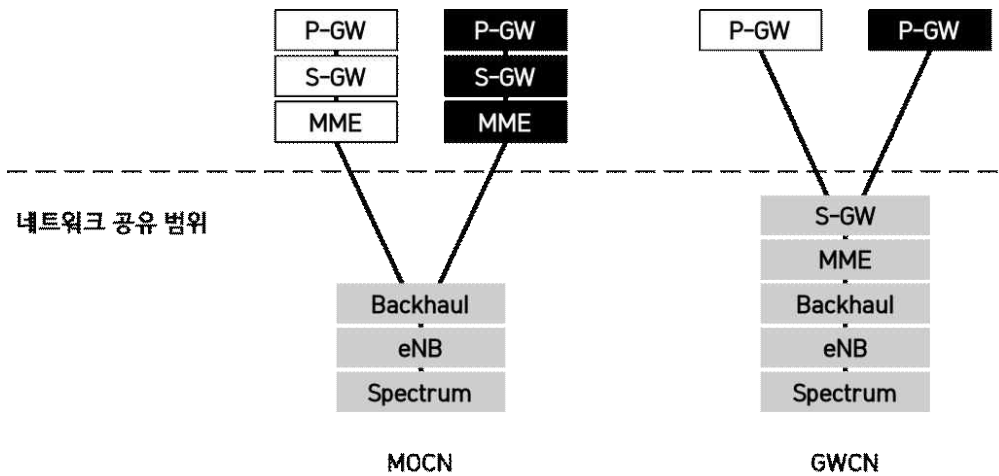 P-GW P-GW P-GW P-GW
S-GW S-GW
MME MME
네트워크 공유 범위
S-GW
MME
Backhaul Backhaul
eNB eNB
Spectrum Spectrum
MOCN GWCN